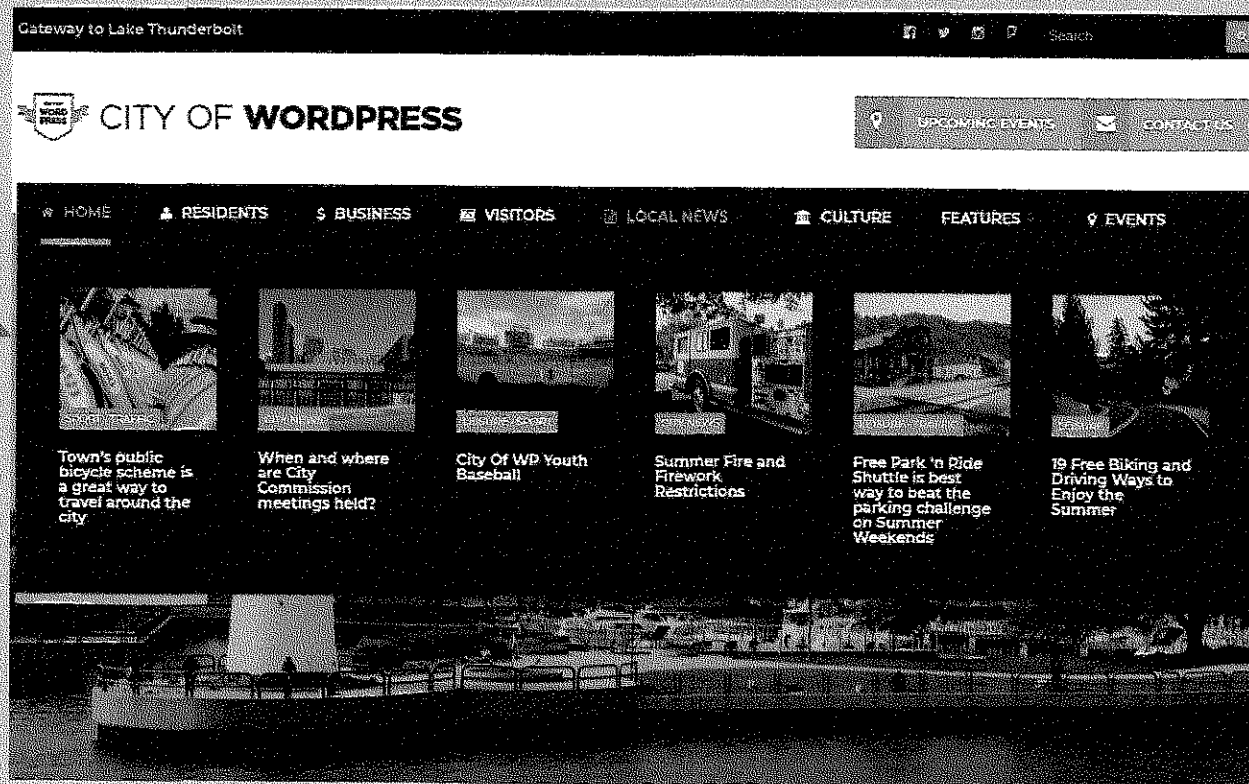 Gateway to Lake Thunderbolt
Search
WORD
PRESS
CITY OF WORDPRESS
UPCOMING EVENTS
CONTACT US
HOME
RESIDENTS
$ BUSINESS
VISITORS
LOCAL NEWS
CULTURE
FEATURES
EVENTS
Town's public
bicycle scheme is
a great way to
travel around the
city
When and where
are City
Commission
meetings held?
City Of WP Youth
Baseball
Summer Fire and
Firework
Restrictions
Free Park 'n Ride
Shuttle is best
way to beat the
parking challenge
on Summer
Weekends
19 Free Biking and
Driving Ways to
Enjoy the
Summer